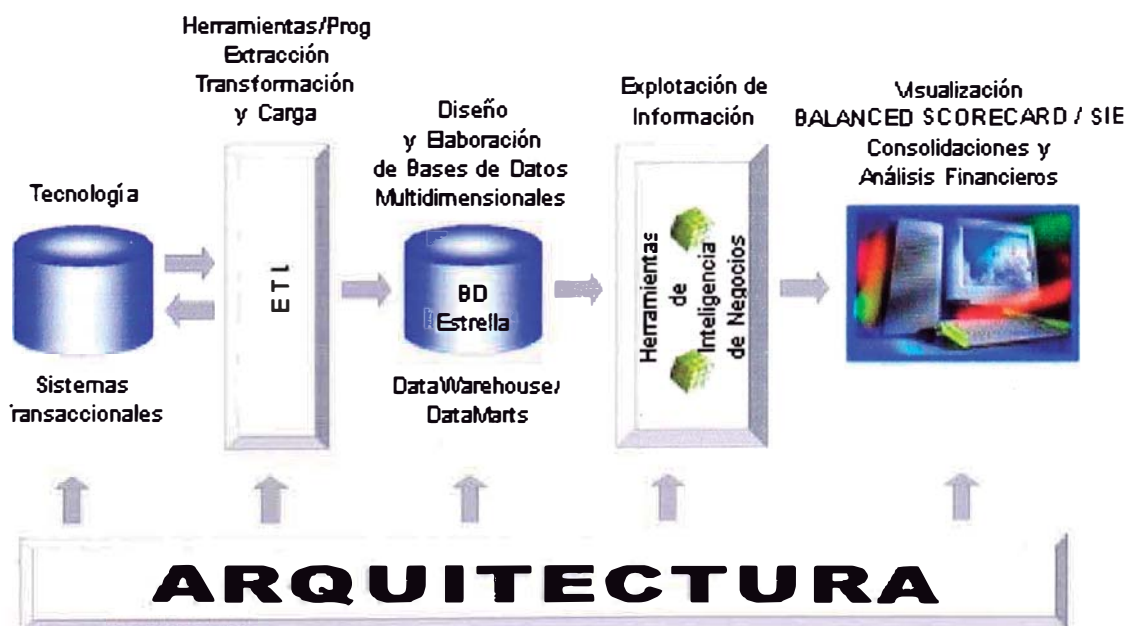 Herramientas/Prog
Extracción
Transformación
y Carga
Diseño
y Elaboración
de Bases de Datos
Multidimensionales
Explotación de
Información
Visualización
BALANCED SCORECARD / SIE
Consolidaciones y
Análisis Financieros
Tecnología
ETL
BD
Estrella
Herramientas
de
Inteligencia
de Negocios
Sistemas
Transaccionales
DataWarehouse/
DataMarts
ARQUITECTURA